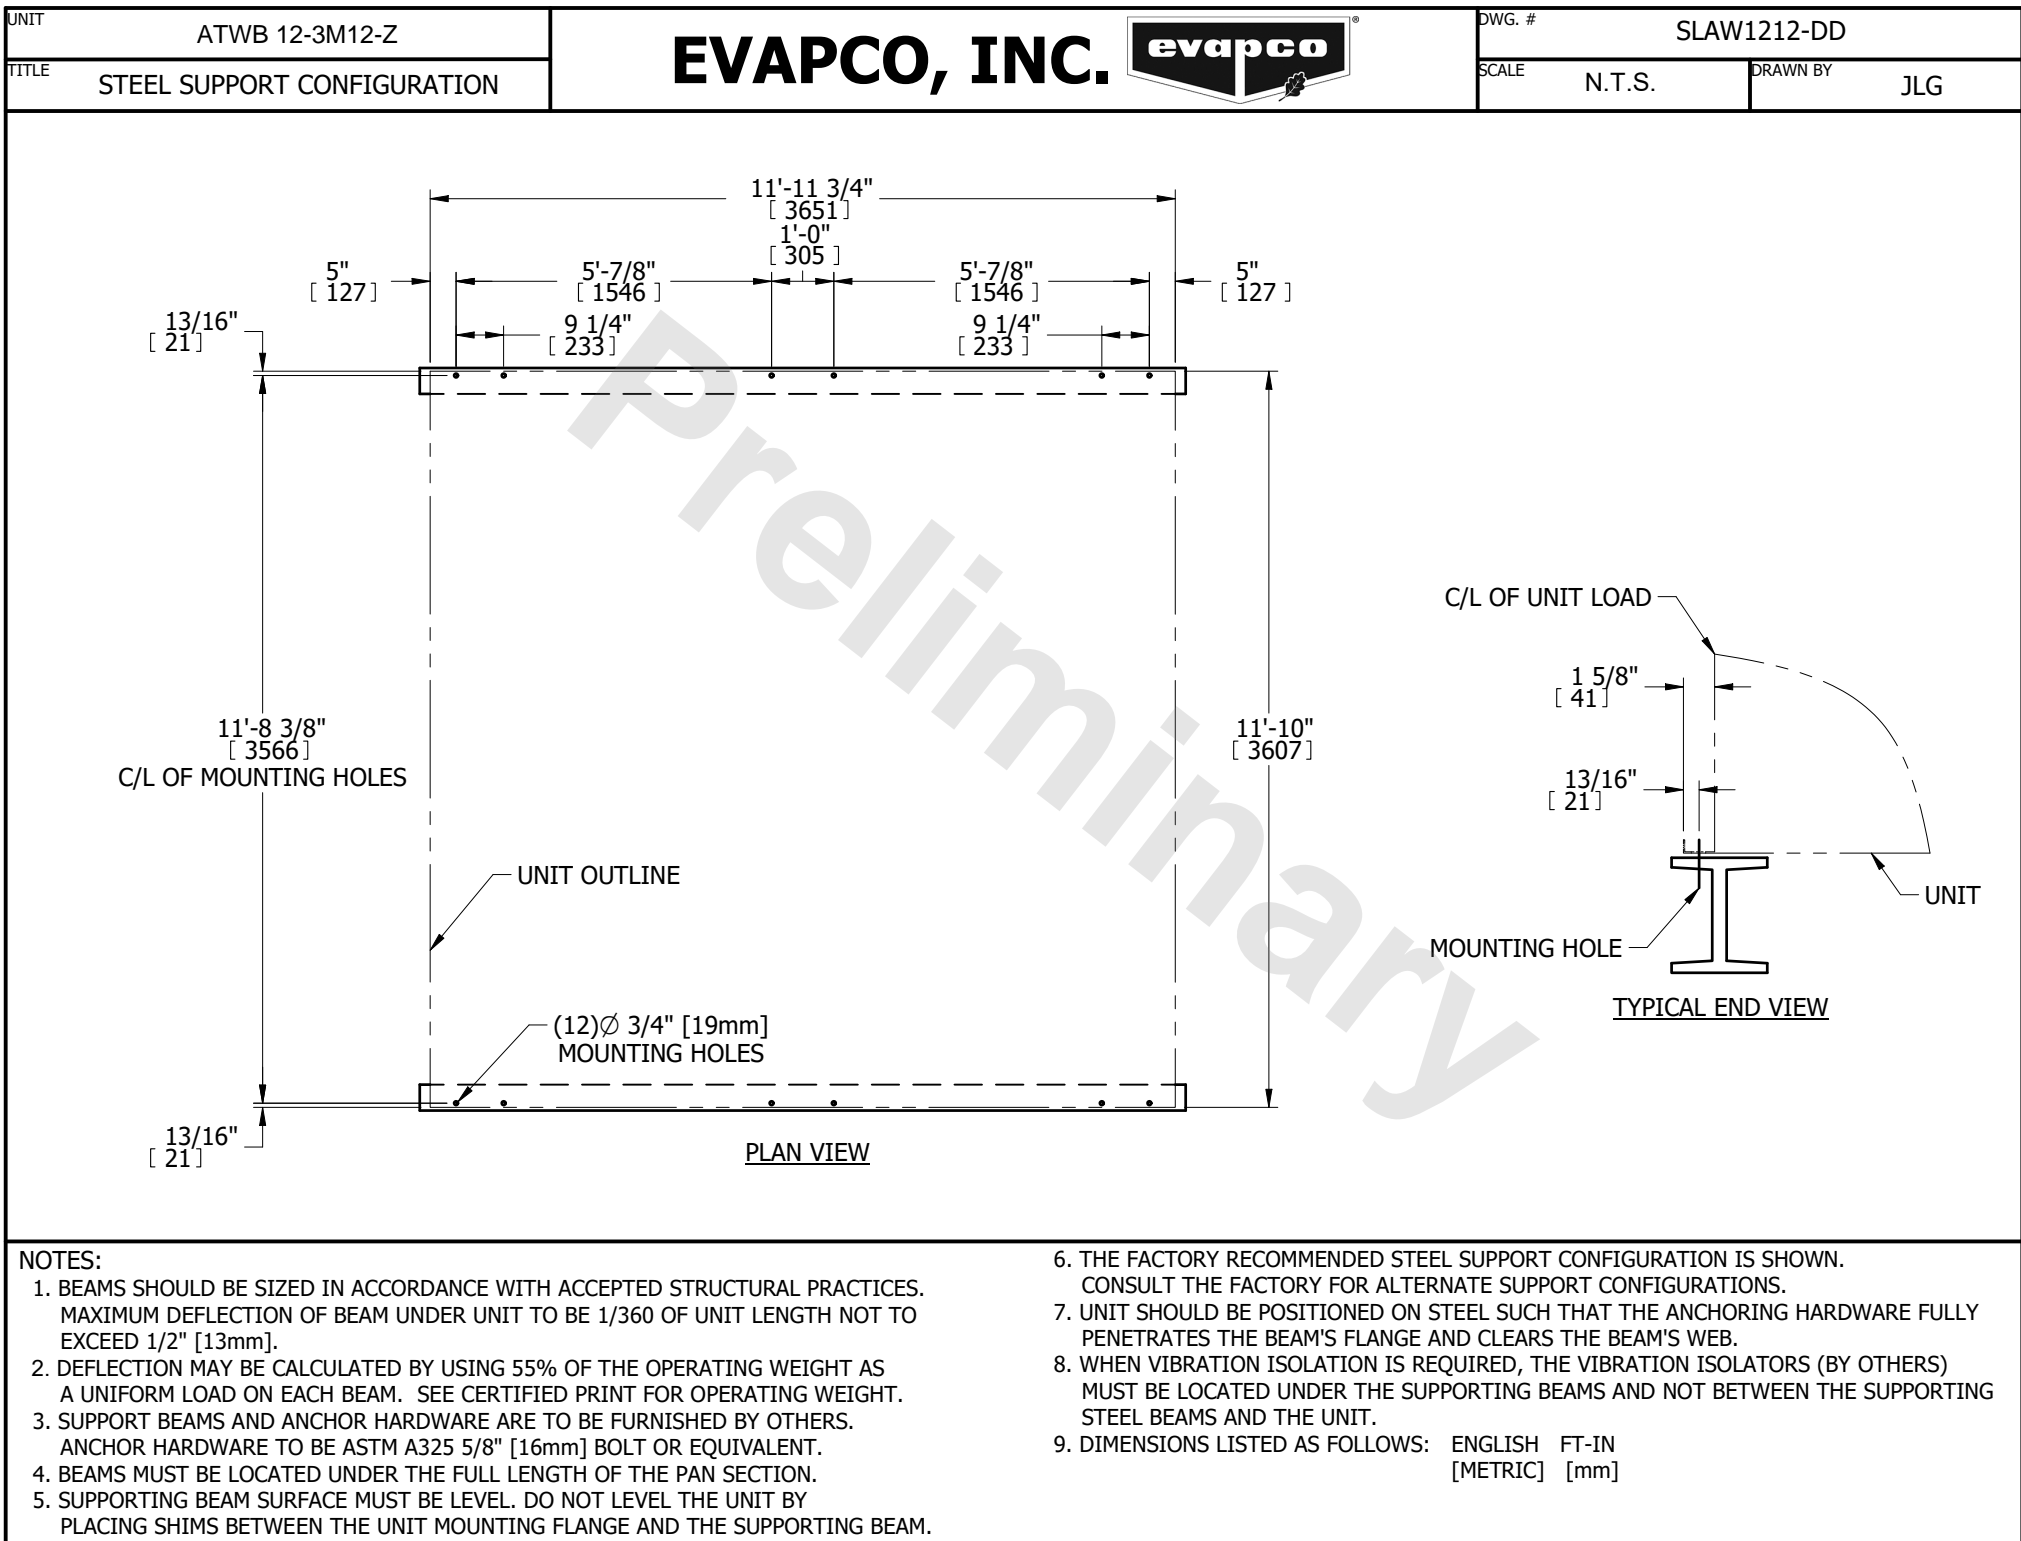 UNIT
ATWB 12-3M12-Z
TITLE
STEEL SUPPORT CONFIGURATION
EVAPCO, INC.
evapco
®
DWG. #
SLAW1212-DD
SCALE
N.T.S.
DRAWN BY
JLG
11'-11 3/4"
[ 3651]
1'-0"
[ 305 ]
5"
[ 127]
5'-7/8"
[ 1546 ]
5'-7/8"
[ 1546 ]
5"
[ 127 ]
13/16"
[ 21]
9 1/4"
[ 233]
9 1/4"
[ 233 ]
Preliminary
11'-8 3/8"
[ 3566]
C/L OF MOUNTING HOLES
11'-10"
[ 3607]
UNIT OUTLINE
(12)∅ 3/4" [19mm]
MOUNTING HOLES
13/16"
[ 21]
PLAN VIEW
C/L OF UNIT LOAD
1 5/8"
[ 41]
13/16"
[ 21]
UNIT
MOUNTING HOLE
TYPICAL END VIEW
NOTES:
1. BEAMS SHOULD BE SIZED IN ACCORDANCE WITH ACCEPTED STRUCTURAL PRACTICES.
MAXIMUM DEFLECTION OF BEAM UNDER UNIT TO BE 1/360 OF UNIT LENGTH NOT TO
EXCEED 1/2" [13mm].
2. DEFLECTION MAY BE CALCULATED BY USING 55% OF THE OPERATING WEIGHT AS
A UNIFORM LOAD ON EACH BEAM.  SEE CERTIFIED PRINT FOR OPERATING WEIGHT.
3. SUPPORT BEAMS AND ANCHOR HARDWARE ARE TO BE FURNISHED BY OTHERS.
ANCHOR HARDWARE TO BE ASTM A325 5/8" [16mm] BOLT OR EQUIVALENT.
4. BEAMS MUST BE LOCATED UNDER THE FULL LENGTH OF THE PAN SECTION.
5. SUPPORTING BEAM SURFACE MUST BE LEVEL. DO NOT LEVEL THE UNIT BY
PLACING SHIMS BETWEEN THE UNIT MOUNTING FLANGE AND THE SUPPORTING BEAM.
6. THE FACTORY RECOMMENDED STEEL SUPPORT CONFIGURATION IS SHOWN.
CONSULT THE FACTORY FOR ALTERNATE SUPPORT CONFIGURATIONS.
7. UNIT SHOULD BE POSITIONED ON STEEL SUCH THAT THE ANCHORING HARDWARE FULLY
PENETRATES THE BEAM'S FLANGE AND CLEARS THE BEAM'S WEB.
8. WHEN VIBRATION ISOLATION IS REQUIRED, THE VIBRATION ISOLATORS (BY OTHERS)
MUST BE LOCATED UNDER THE SUPPORTING BEAMS AND NOT BETWEEN THE SUPPORTING
STEEL BEAMS AND THE UNIT.
9. DIMENSIONS LISTED AS FOLLOWS:   ENGLISH   FT-IN
[METRIC]   [mm]